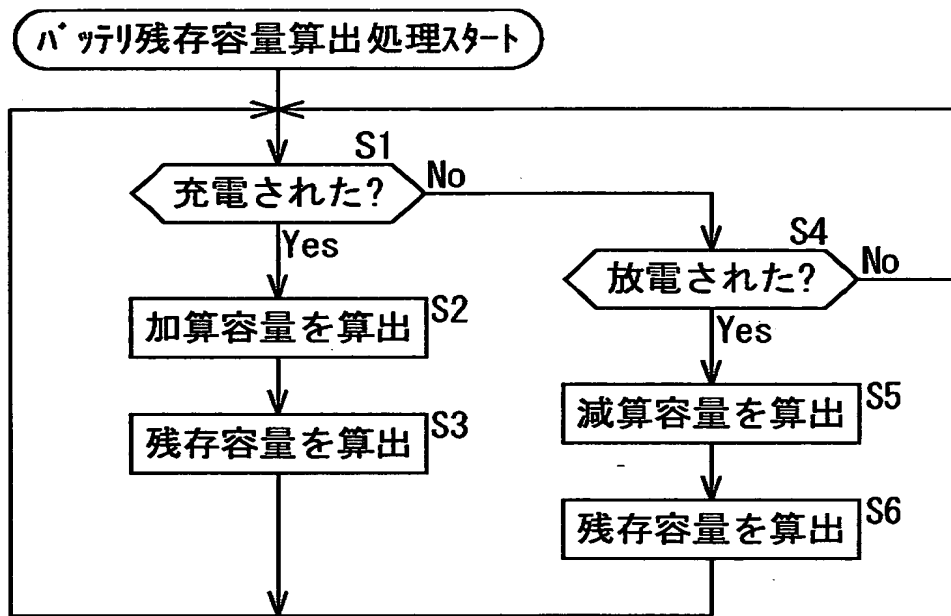 ﾊﾞｯﾃﾘ残存容量算出処理ｽﾀｰﾄ
S1
充電された?
No
Yes
S4
放電された?
No
Yes
加算容量を算出
S2
減算容量を算出
S5
残存容量を算出
S3
残存容量を算出
S6